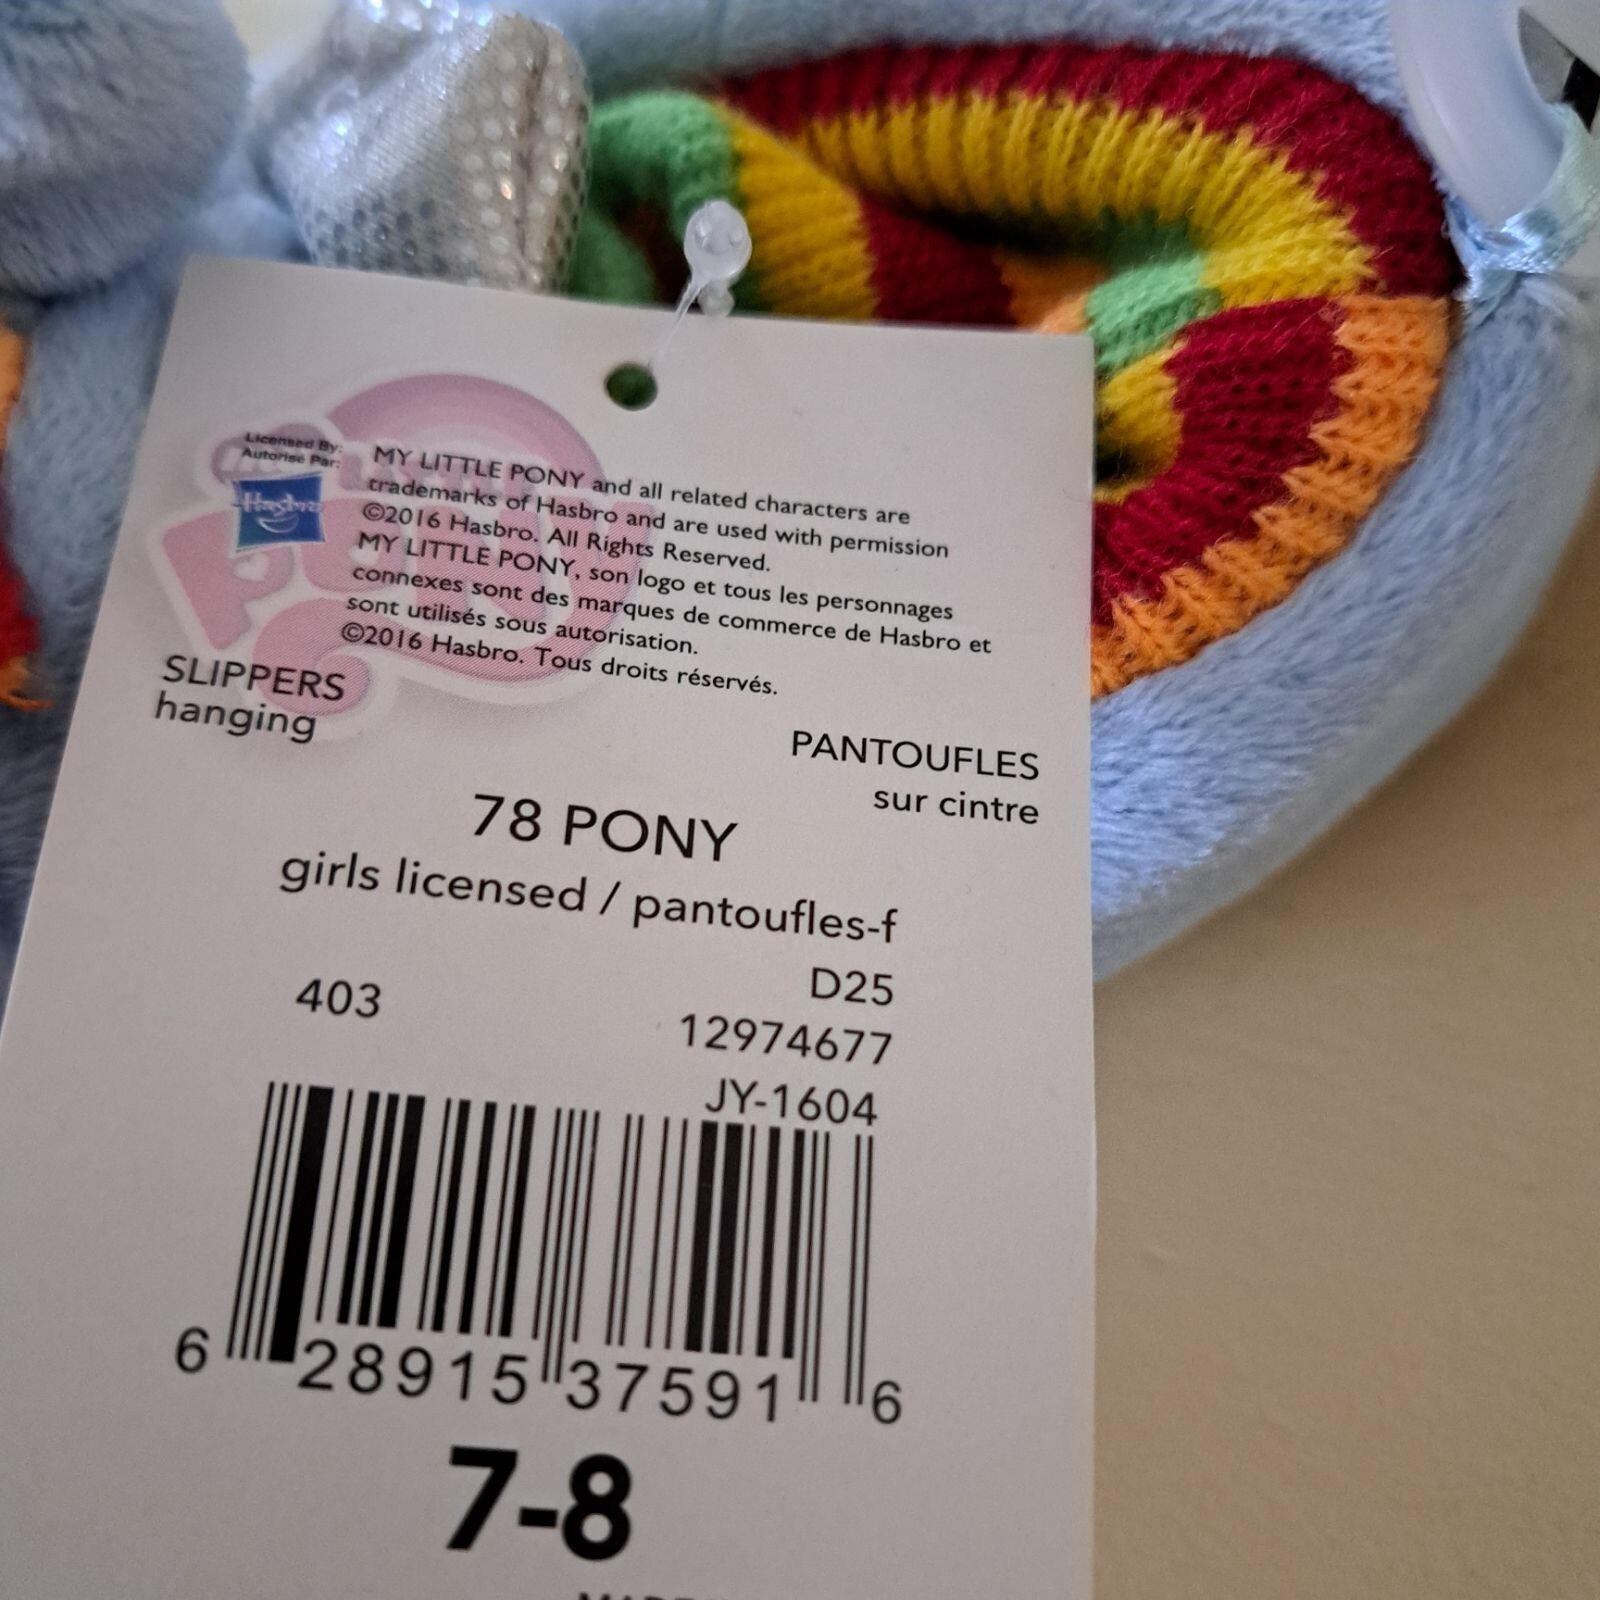 Licensed By:
Autorisé Par:
Hasbro
MY LITTLE PONY and all related characters are
trademarks of Hasbro and are used with permission
©2016 Hasbro. All Rights Reserved.
MY LITTLE PONY, son logo et tous les personnages
connexes sont des marques de commerce de Hasbro et
sont utilisés sous autorisation.
©2016 Hasbro. Tous droits réservés.
PONY
SLIPPERS
hanging
PANTOUFLES
sur cintre
78 PONY
girls licensed / pantoufles-f
403
D25
12974677
JY-1604
6 28915 37591 6
7-8